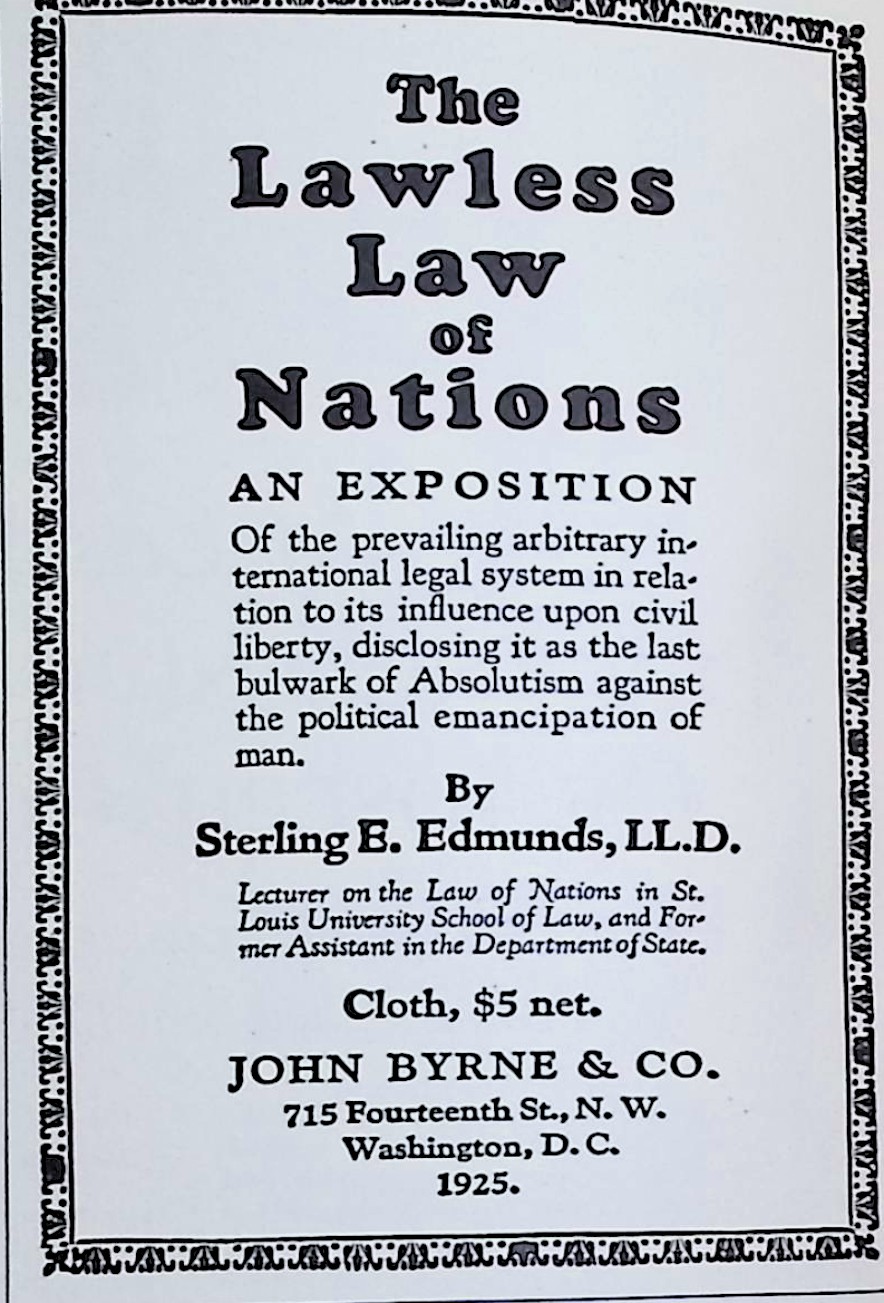 The
Lawless
Law
of
Nations
AN EXPOSITION
Of the prevailing arbitrary in-
ternational legal system in rela-
tion to its influence upon civil
liberty, disclosing it as the last
bulwark of Absolutism against
the political emancipation of
man.
By
Sterling E. Edmunds, LL.D.
Lecturer on the Law of Nations in St.
Louis University School of Law, and For-
mer Assistant in the Department of State.
Cloth, $5 net.
JOHN BYRNE & CO.
715 Fourteenth St., N. W.
Washington, D. C.
1925.